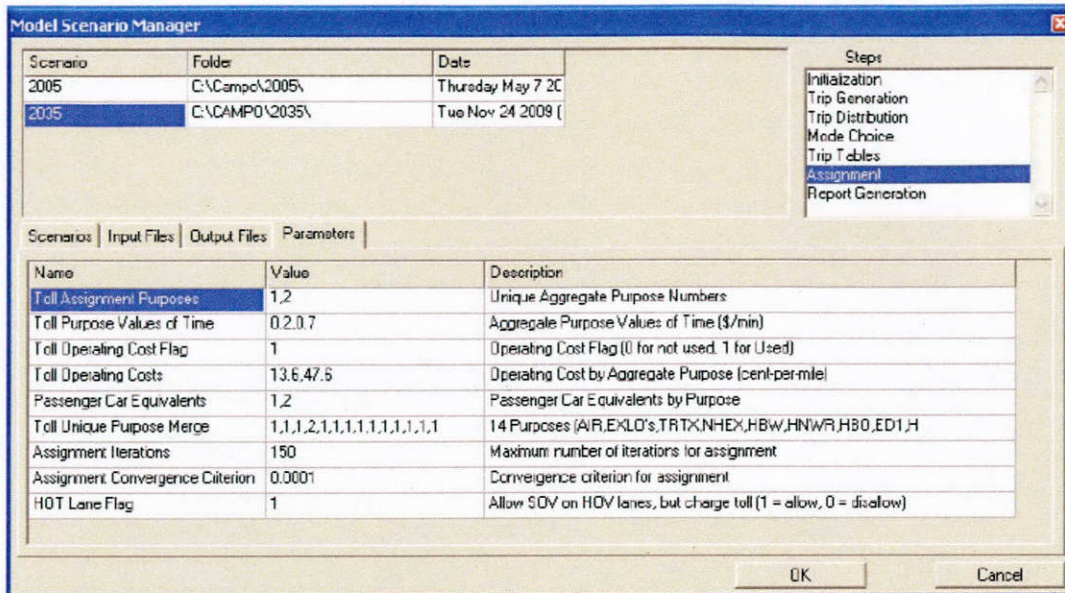 Model Scenario Manager
Scenario Folder Date
2005 C:\Campo\2005\ Thursday May 7 20
2035 C:\CAMPO\2035\ Tue Nov 24 2009 (
Steps
Initialization
Trip Generation
Trip Distribution
Mode Choice
Trip Tables
Assignment
Report Generation
Scenarios Input Files Output Files Parameters
Name Value Description
Toll Assignment Purposes 1,2 Unique Aggregate Purpose Numbers
Toll Purpose Values of Time 0.2,0.7 Aggregate Purpose Values of Time ($/min)
Toll Operating Cost Flag 1 Operating Cost Flag (0 for not used, 1 for Used)
Toll Operating Costs 13.6,47.6 Operating Cost by Aggregate Purpose (cent-per-mile)
Passenger Car Equivalents 1,2 Passenger Car Equivalents by Purpose
Toll Unique Purpose Merge 1,1,1,2,1,1,1,1,1,1,1,1,1,1 14 Purposes (AIR,EXLO's,TRTX,NHEX,HBW,HNWR,HBO,ED1,H
Assignment Iterations 150 Maximum number of iterations for assignment
Assignment Convergence Criterion 0.0001 Convergence criterion for assignment
HOT Lane Flag 1 Allow SOV on HOV lanes, but charge toll (1 = allow, 0 = disallow)
OK Cancel